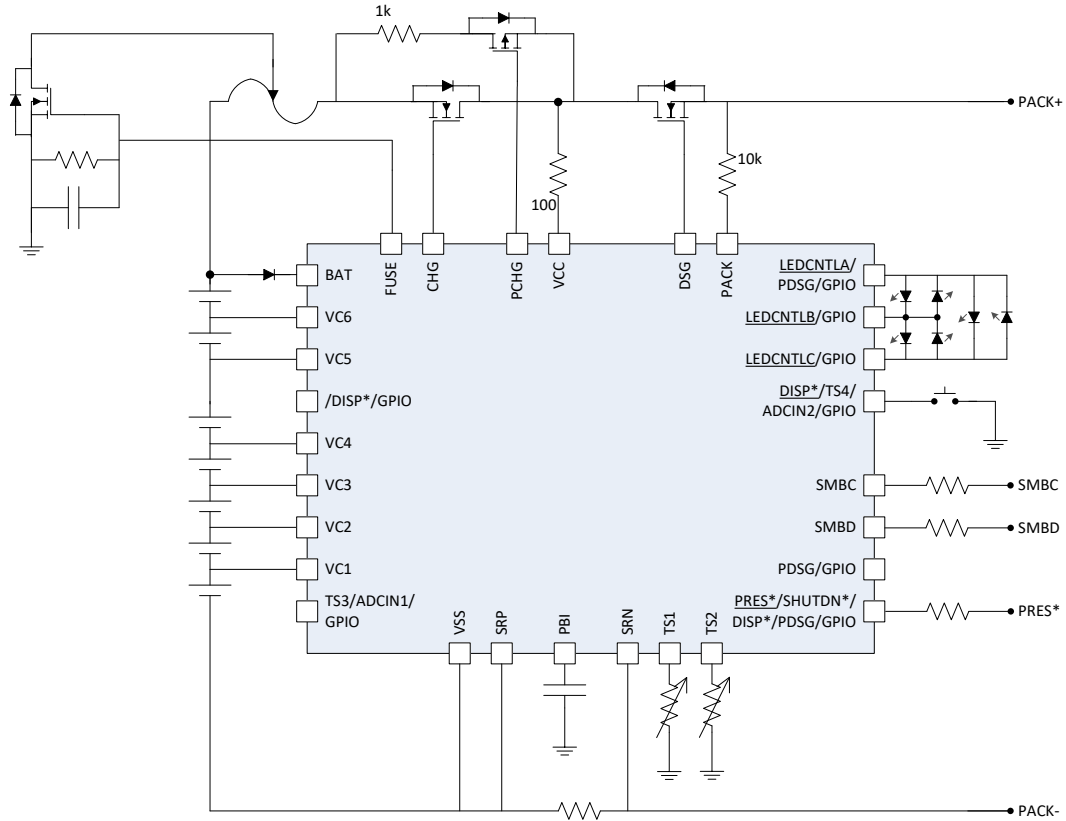 1k
PACK+
10k
100
FUSE
CHG
PCHG
VCC
DSG
PACK
BAT
VC6
VC5
/DISP*/GPIO
VC4
VC3
VC2
VC1
TS3/ADCIN1/
GPIO
LEDCNTLA/
PDSG/GPIO
LEDCNTLB/GPIO
LEDCNTLC/GPIO
DISP*/TS4/
ADCIN2/GPIO
SMBC
SMBC
SMBD
SMBD
PDSG/GPIO
PRES*/SHUTDN*/
DISP*/PDSG/GPIO
PRES*
VSS
SRP
PBI
SRN
TS1
TS2
PACK-